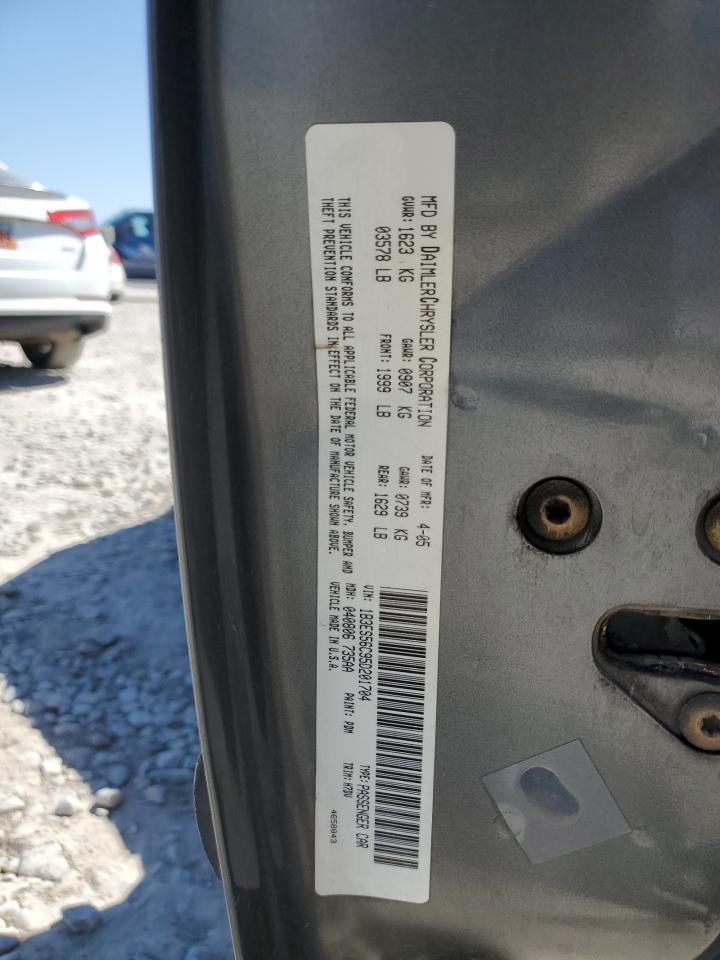 MFD BY DAIMLERCHRYSLER CORPORATION DATE OF MFR: 4-05
GVWR: 1623 KG GAWR: 0907 KG GAWR: 0739 KG
03578 LB FRONT: 1999 LB REAR: 1629 LB
THIS VEHICLE CONFORMS TO ALL APPLICABLE FEDERAL MOTOR VEHICLE SAFETY, BUMPER AND
THEFT PREVENTION STANDARDS IN EFFECT ON THE DATE OF MANUFACTURE SHOWN ABOVE.
VIN: 1B3ES56C95D201704 TYPE: PASSENGER CAR
MDH: 040806 735AA PAINT: PDM TRIM: H7DV
VEHICLE MADE IN U.S.A. 4658843